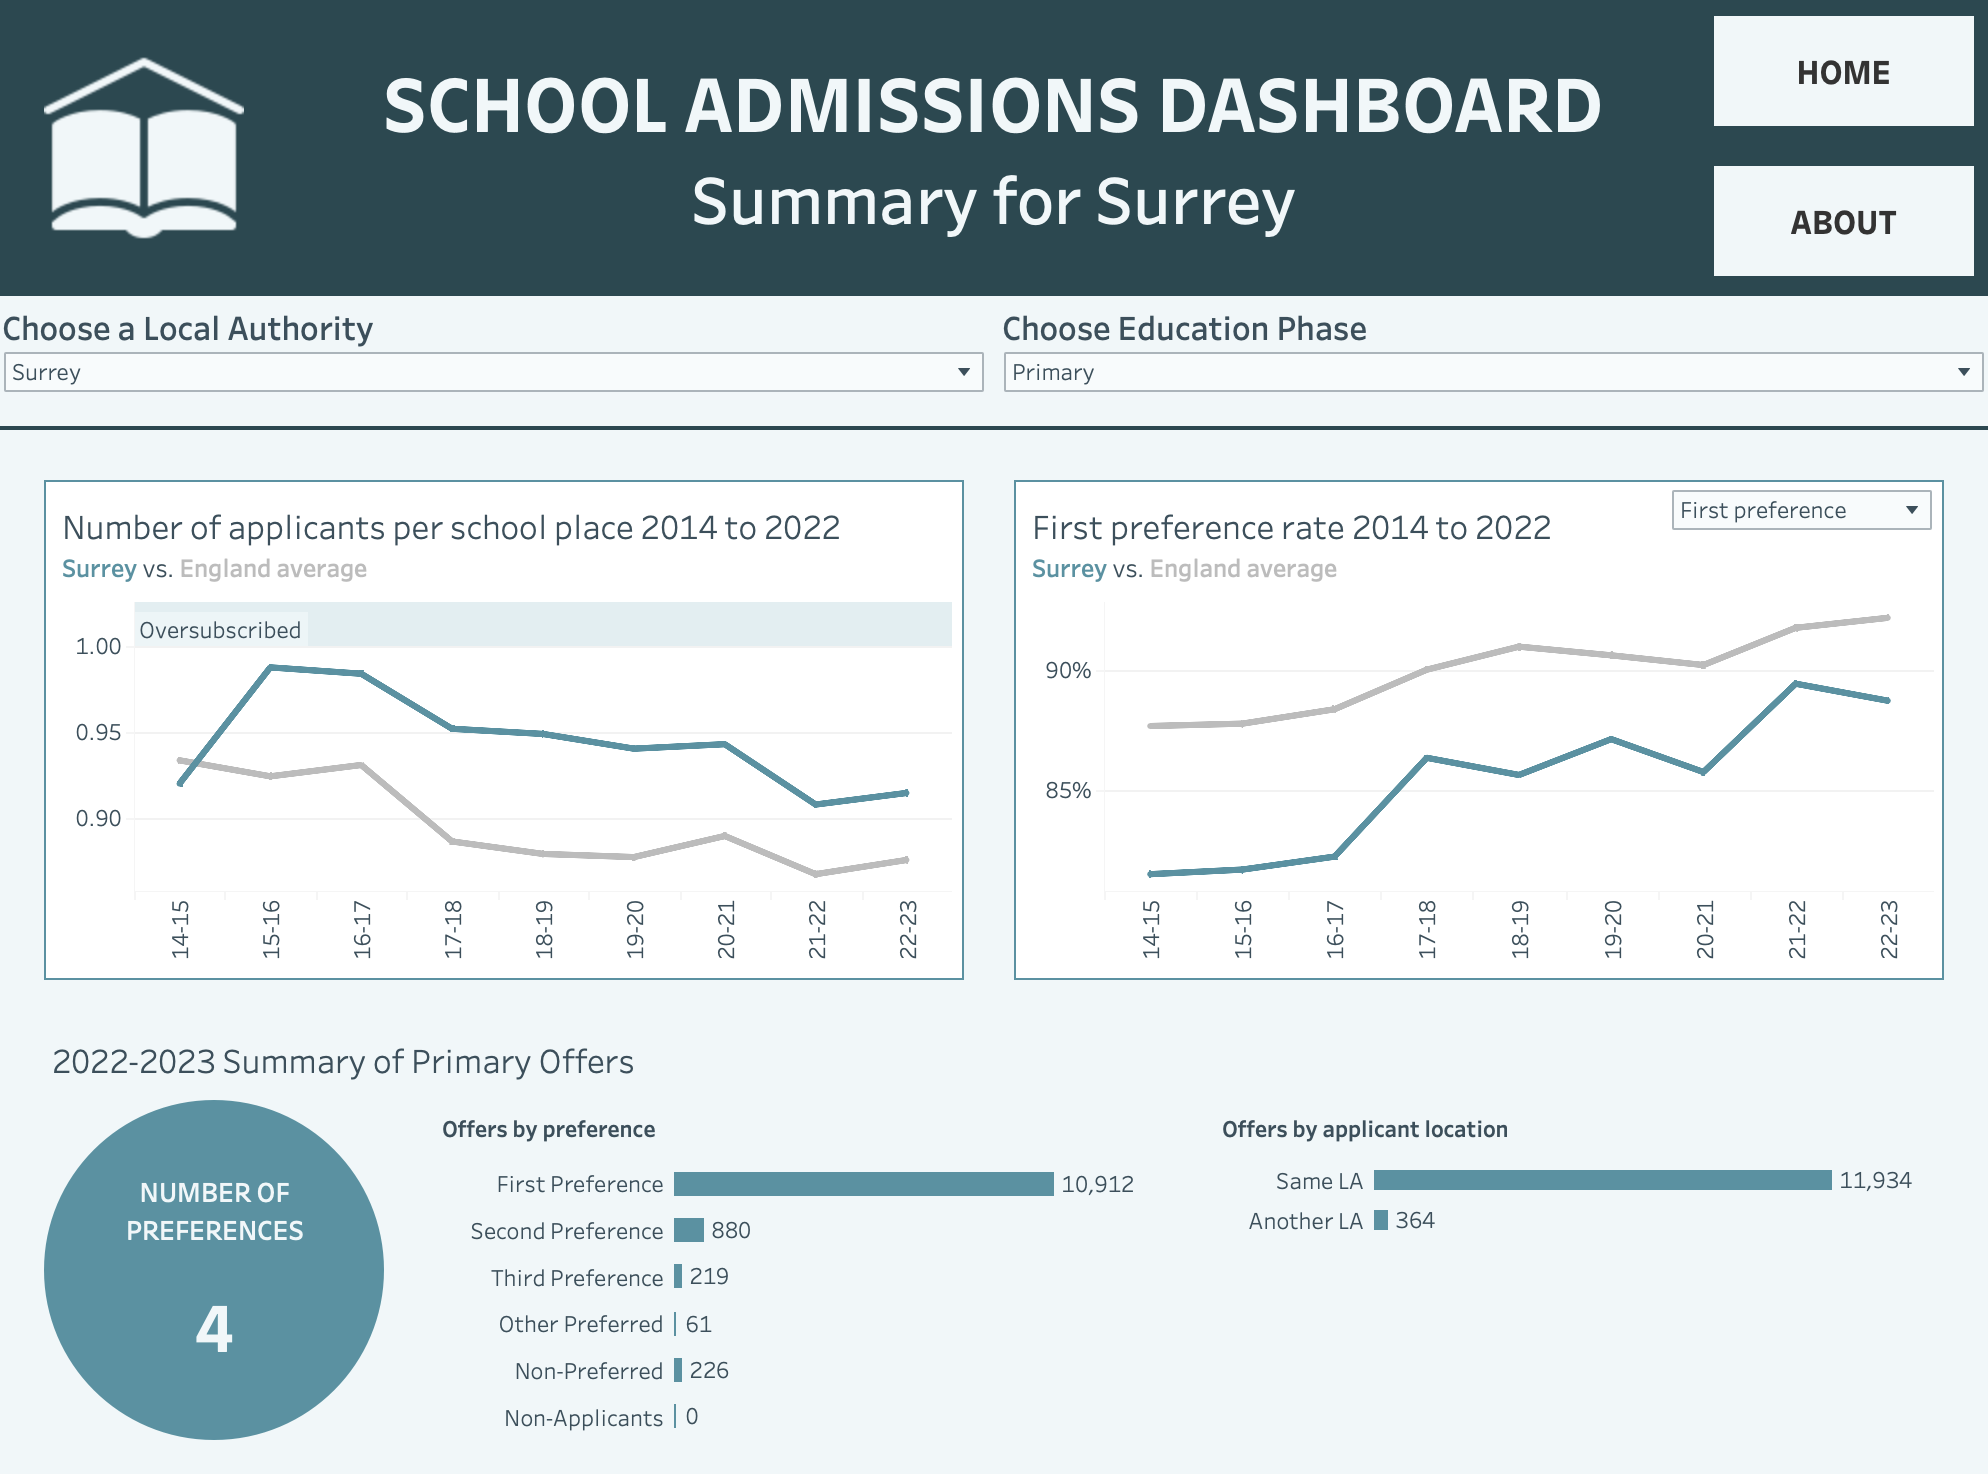 SCHOOL ADMISSIONS DASHBOARD
Summary for Surrey
HOME
ABOUT
Choose a Local Authority
Surrey
Choose Education Phase
Primary
Number of applicants per school place 2014 to 2022
Surrey vs. England average
Oversubscribed
1.00
0.95
0.90
14-15
15-16
16-17
17-18
18-19
19-20
20-21
21-22
22-23
First preference
First preference rate 2014 to 2022
Surrey vs. England average
90%
85%
14-15
15-16
16-17
17-18
18-19
19-20
20-21
21-22
22-23
2022-2023 Summary of Primary Offers
NUMBER OF
PREFERENCES
4
Offers by preference
First Preference 10,912
Second Preference 880
Third Preference 219
Other Preferred 61
Non-Preferred 226
Non-Applicants 0
Offers by applicant location
Same LA 11,934
Another LA 364